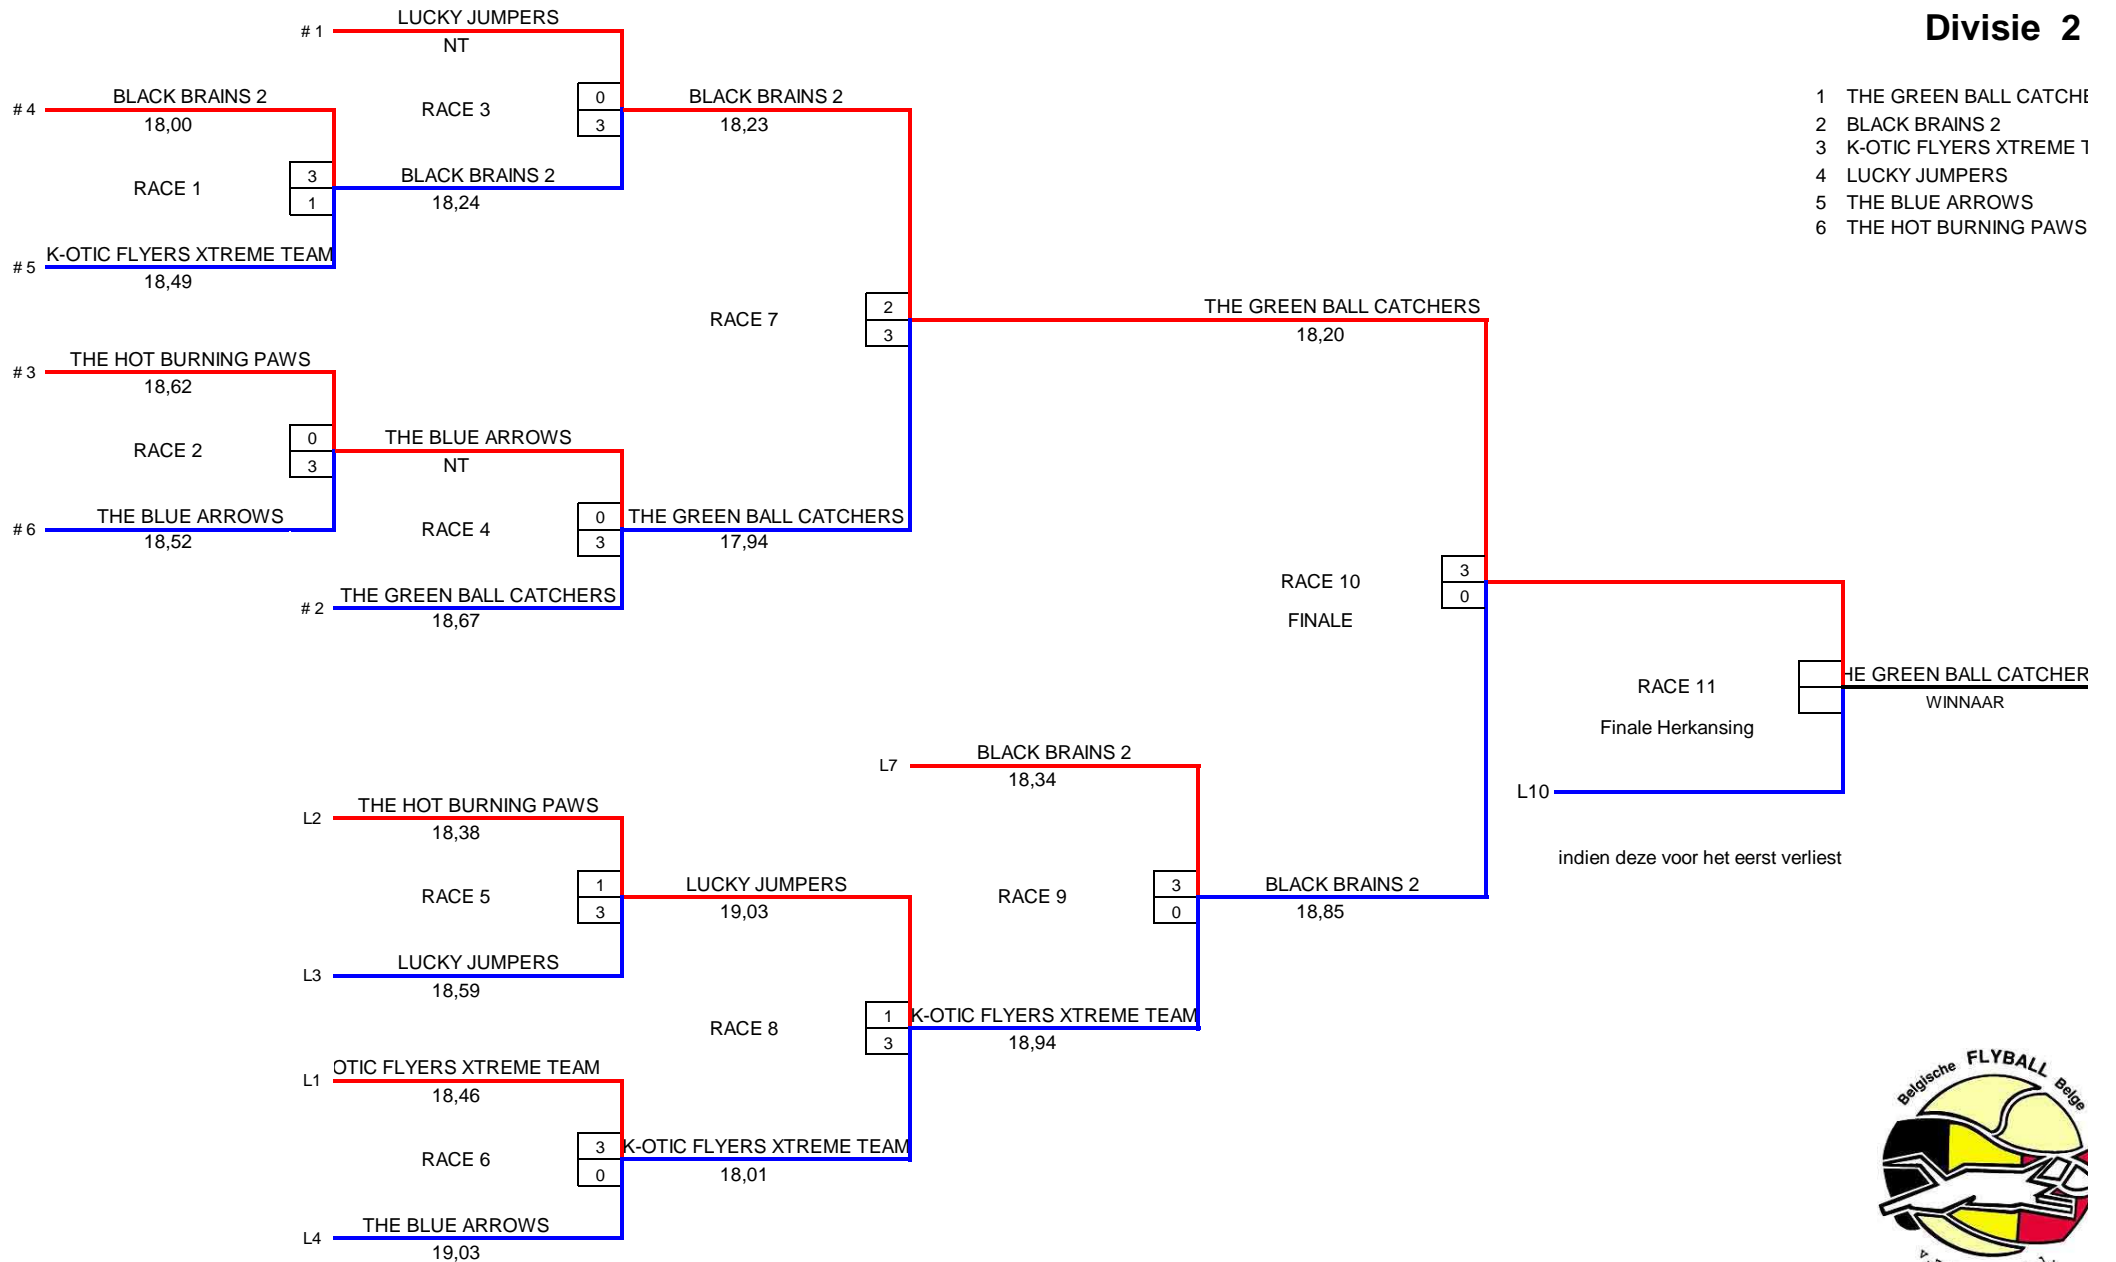 Divisie 2
1 THE GREEN BALL CATCHE
2 BLACK BRAINS 2
3 K-OTIC FLYERS XTREME T
4 LUCKY JUMPERS
5 THE BLUE ARROWS
6 THE HOT BURNING PAWS
# 1 LUCKY JUMPERS
NT
RACE 3
0
3
BLACK BRAINS 2
18,23
# 4 BLACK BRAINS 2
18,00
RACE 1
3
1
BLACK BRAINS 2
18,24
# 5 K-OTIC FLYERS XTREME TEAM
18,49
RACE 7
2
3
THE GREEN BALL CATCHERS
18,20
# 3 THE HOT BURNING PAWS
18,62
RACE 2
0
3
THE BLUE ARROWS
NT
# 6 THE BLUE ARROWS
18,52
RACE 4
0
3
THE GREEN BALL CATCHERS
17,94
# 2 THE GREEN BALL CATCHERS
18,67
RACE 10
FINALE
3
0
RACE 11
Finale Herkansing
HE GREEN BALL CATCHER
WINNAAR
L10
indien deze voor het eerst verliest
L7 BLACK BRAINS 2
18,34
RACE 9
3
0
BLACK BRAINS 2
18,85
L2 THE HOT BURNING PAWS
18,38
RACE 5
1
3
LUCKY JUMPERS
19,03
L3 LUCKY JUMPERS
18,59
RACE 8
1
3
K-OTIC FLYERS XTREME TEAM
18,94
L1 OTIC FLYERS XTREME TEAM
18,46
RACE 6
3
0
K-OTIC FLYERS XTREME TEAM
18,01
L4 THE BLUE ARROWS
19,03
Belgische FLYBALL Belge